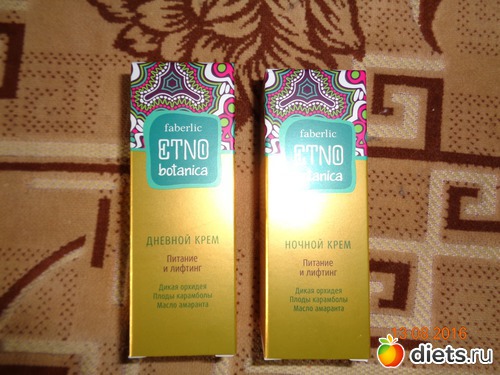 faberlic
ETNO
botanica
ДНЕВНОЙ КРЕМ
Питание
и лифтинг
Дикая орхидея
Плоды карамболы
Масло амаранта
faberlic
ETNO
botanica
НОЧНОЙ КРЕМ
Питание
и лифтинг
Дикая орхидея
Плоды карамболы
Масло амаранта
2016
diets.ru